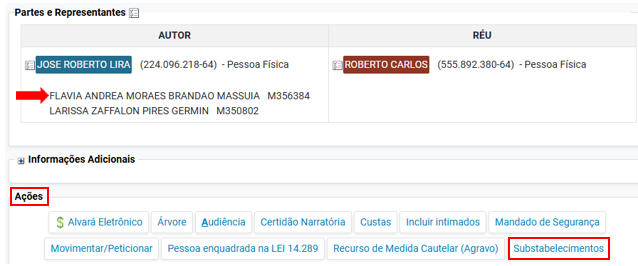 Partes e Representantes
AUTOR RÉU
JOSE ROBERTO LIRA (224.096.218-64) - Pessoa Física ROBERTO CARLOS (555.892.380-64) - Pessoa Física
FLAVIA ANDREA MORAES BRANDAO MASSUIA M356384
LARISSA ZAFFALON PIRES GERMIN M350802
Informações Adicionais
Ações
$ Alvará Eletrônico Árvore Audiência Certidão Narratória Custas Incluir intimados Mandado de Segurança
Movimentar/Peticionar Pessoa enquadrada na LEI 14.289 Recurso de Medida Cautelar (Agravo) Substabelecimentos